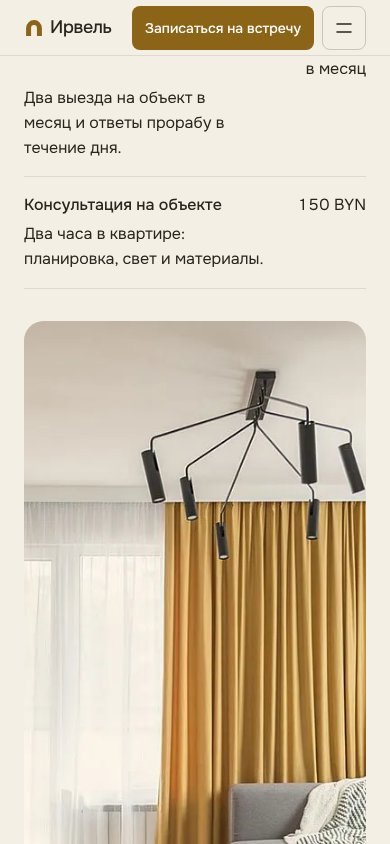 Ирвель
Записаться на встречу
в месяц
Два выезда на объект в
месяц и ответы прорабу в
течение дня.
Консультация на объекте
150 BYN
Два часа в квартире:
планировка, свет и материалы.